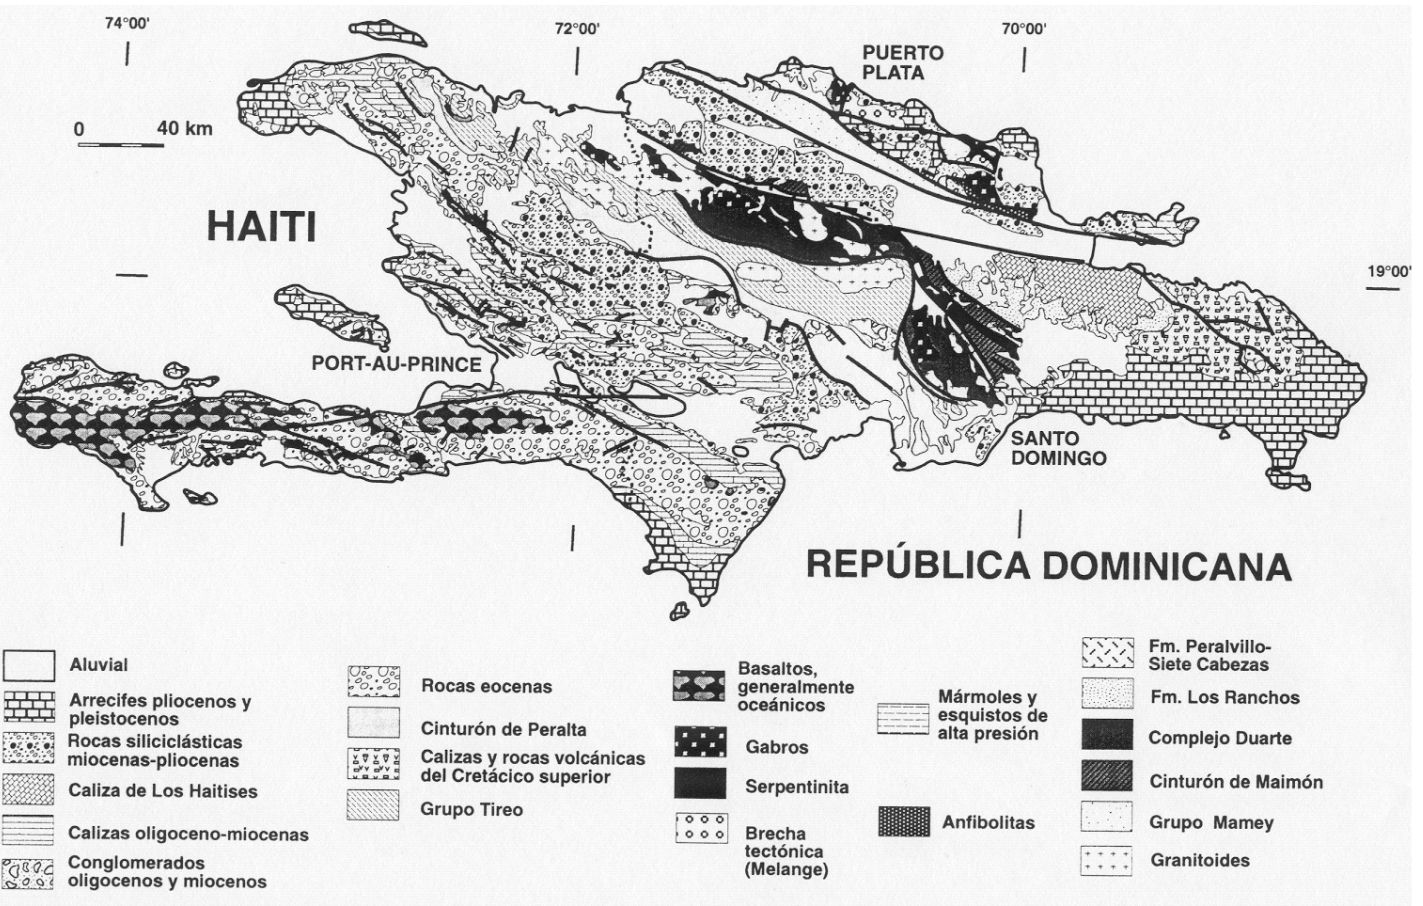 74°00'
72°00'
70°00'
PUERTO
PLATA
0 40 km
HAITI
19°00'
PORT-AU-PRINCE
SANTO
DOMINGO
REPÚBLICA DOMINICANA
Aluvial
Arrecifes pliocenos y
pleistocenos
Rocas siliciclásticas
miocenas-pliocenas
Caliza de Los Haitises
Calizas oligoceno-miocenas
Conglomerados
oligocenos y miocenos
Rocas eocenas
Cinturón de Peralta
Calizas y rocas volcánicas
del Cretácico superior
Grupo Tireo
Basaltos,
generalmente
oceánicos
Gabros
Serpentinita
Brecha
tectónica
(Melange)
Mármoles y
esquistos de
alta presión
Anfibolitas
Fm. Peralvillo-
Siete Cabezas
Fm. Los Ranchos
Complejo Duarte
Cinturón de Maimón
Grupo Mamey
Granitoides